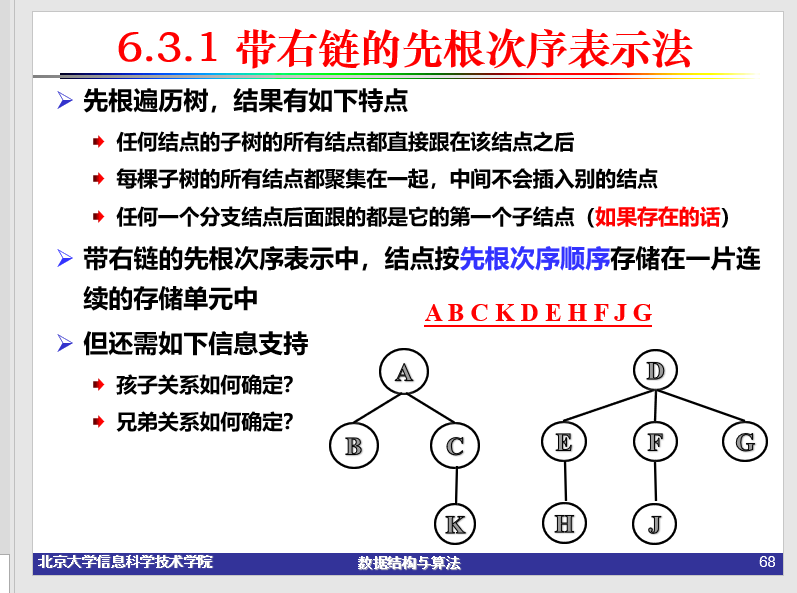 6.3.1 带右链的先根次序表示法
先根遍历树，结果有如下特点
任何结点的子树的所有结点都直接跟在该结点之后
每棵子树的所有结点都聚集在一起，中间不会插入别的结点
任何一个分支结点后面跟的都是它的第一个子结点（如果存在的话）
带右链的先根次序表示中，结点按先根次序顺序存储在一片连
续的存储单元中
A B C K D E H F J G
但还需如下信息支持
孩子关系如何确定?
兄弟关系如何确定?
A D
B C E F G
K H J
北京大学信息科学技术学院 数据结构与算法 68